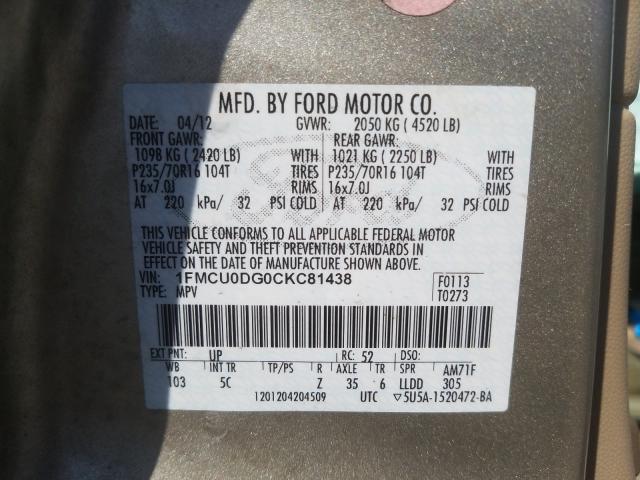 MFD. BY FORD MOTOR CO.
DATE: 04/12 GVWR: 2050 KG ( 4520 LB)
FRONT GAWR: REAR GAWR:
1098 KG ( 2420 LB) WITH 1021 KG ( 2250 LB) WITH
P235/70R16 104T TIRES P235/70R16 104T TIRES
16x7.0J RIMS 16x7.0J RIMS
AT 220 kPa/ 32 PSI COLD AT 220 kPa/ 32 PSI COLD
THIS VEHICLE CONFORMS TO ALL APPLICABLE FEDERAL MOTOR
VEHICLE SAFETY AND THEFT PREVENTION STANDARDS IN
EFFECT ON THE DATE OF MANUFACTURE SHOWN ABOVE.
VIN: 1FMCU0DG0CKC81438 F0113
TYPE: MPV T0273
EXT PNT: UP RC: 52 DSO:
WB INT TR TP/PS R AXLE TR SPR AM71F
103 5C Z 35 6 LLDD 305
1201204204509 UTC ▽5U5A-1520472-BA